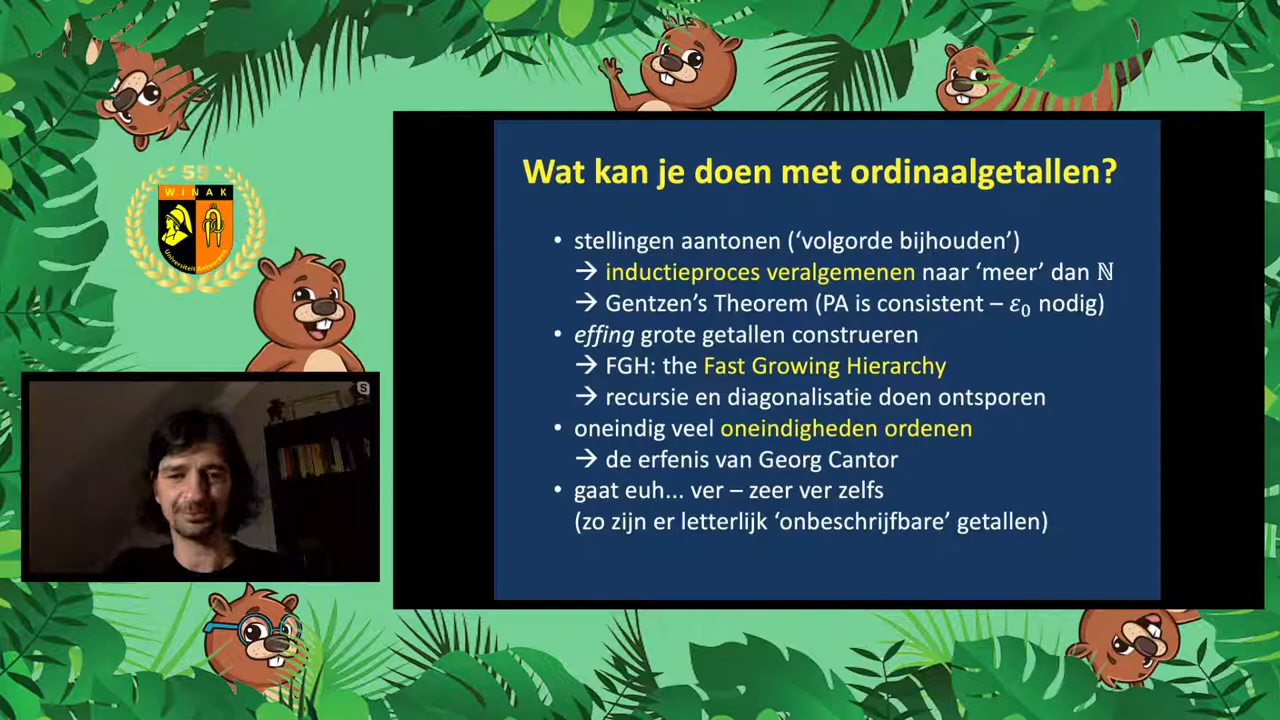 Wat kan je doen met ordinaalgetallen?
• stellingen aantonen (‘volgorde bijhouden’)
→ inductieproces veralgemenen naar ‘meer’ dan ℕ
→ Gentzen’s Theorem (PA is consistent – ε₀ nodig)
• effing grote getallen construeren
→ FGH: the Fast Growing Hierarchy
→ recursie en diagonalisatie doen ontsporen
• oneindig veel oneindigheden ordenen
→ de erfenis van Georg Cantor
• gaat euh... ver – zeer ver zelfs
(zo zijn er letterlijk ‘onbeschrijfbare’ getallen)
55
WINAK
Universiteit Antwerpen
S